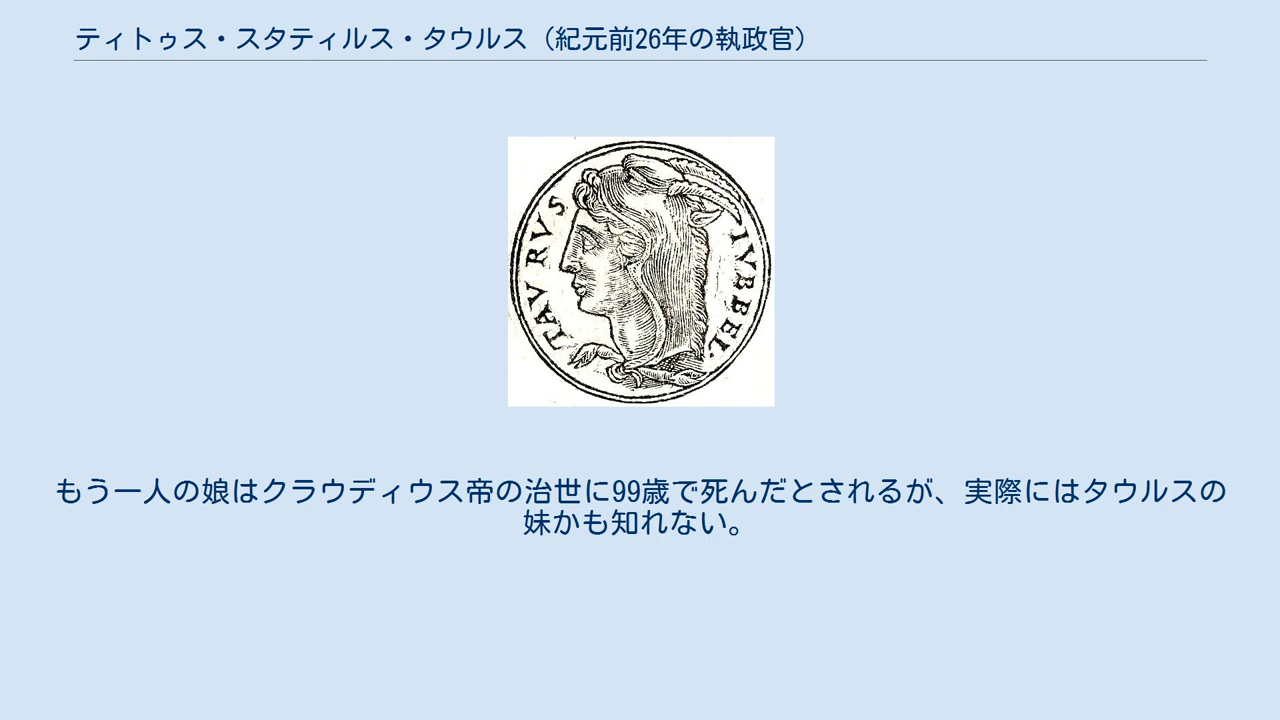 ティトゥス・スタティルス・タウルス（紀元前26年の執政官）
TAVRVS
IVBBEL.
もう一人の娘はクラウディウス帝の治世に99歳で死んだとされるが、実際にはタウルスの
妹かも知れない。